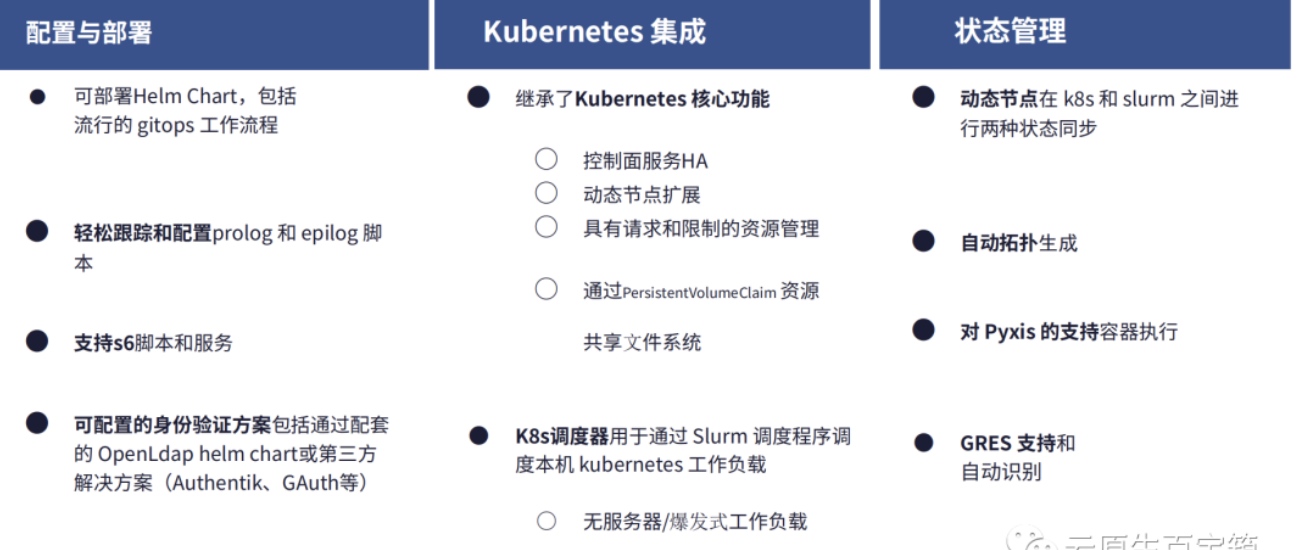 配置与部署
可部署Helm Chart，包括
流行的 gitops 工作流程
轻松跟踪和配置prolog 和 epilog 脚
本
支持s6脚本和服务
可配置的身份验证方案包括通过配套
的 OpenLdap helm chart或第三方
解决方案（Authentik、GAuth等）
Kubernetes 集成
继承了Kubernetes 核心功能
控制面服务HA
动态节点扩展
具有请求和限制的资源管理
通过PersistentVolumeClaim 资源
共享文件系统
K8s调度器用于通过 Slurm 调度程序调
度本机 kubernetes 工作负载
无服务器/爆发式工作负载
状态管理
动态节点在 k8s 和 slurm 之间进
行两种状态同步
自动拓扑生成
对 Pyxis 的支持容器执行
GRES 支持和
自动识别
云原生百宝箱